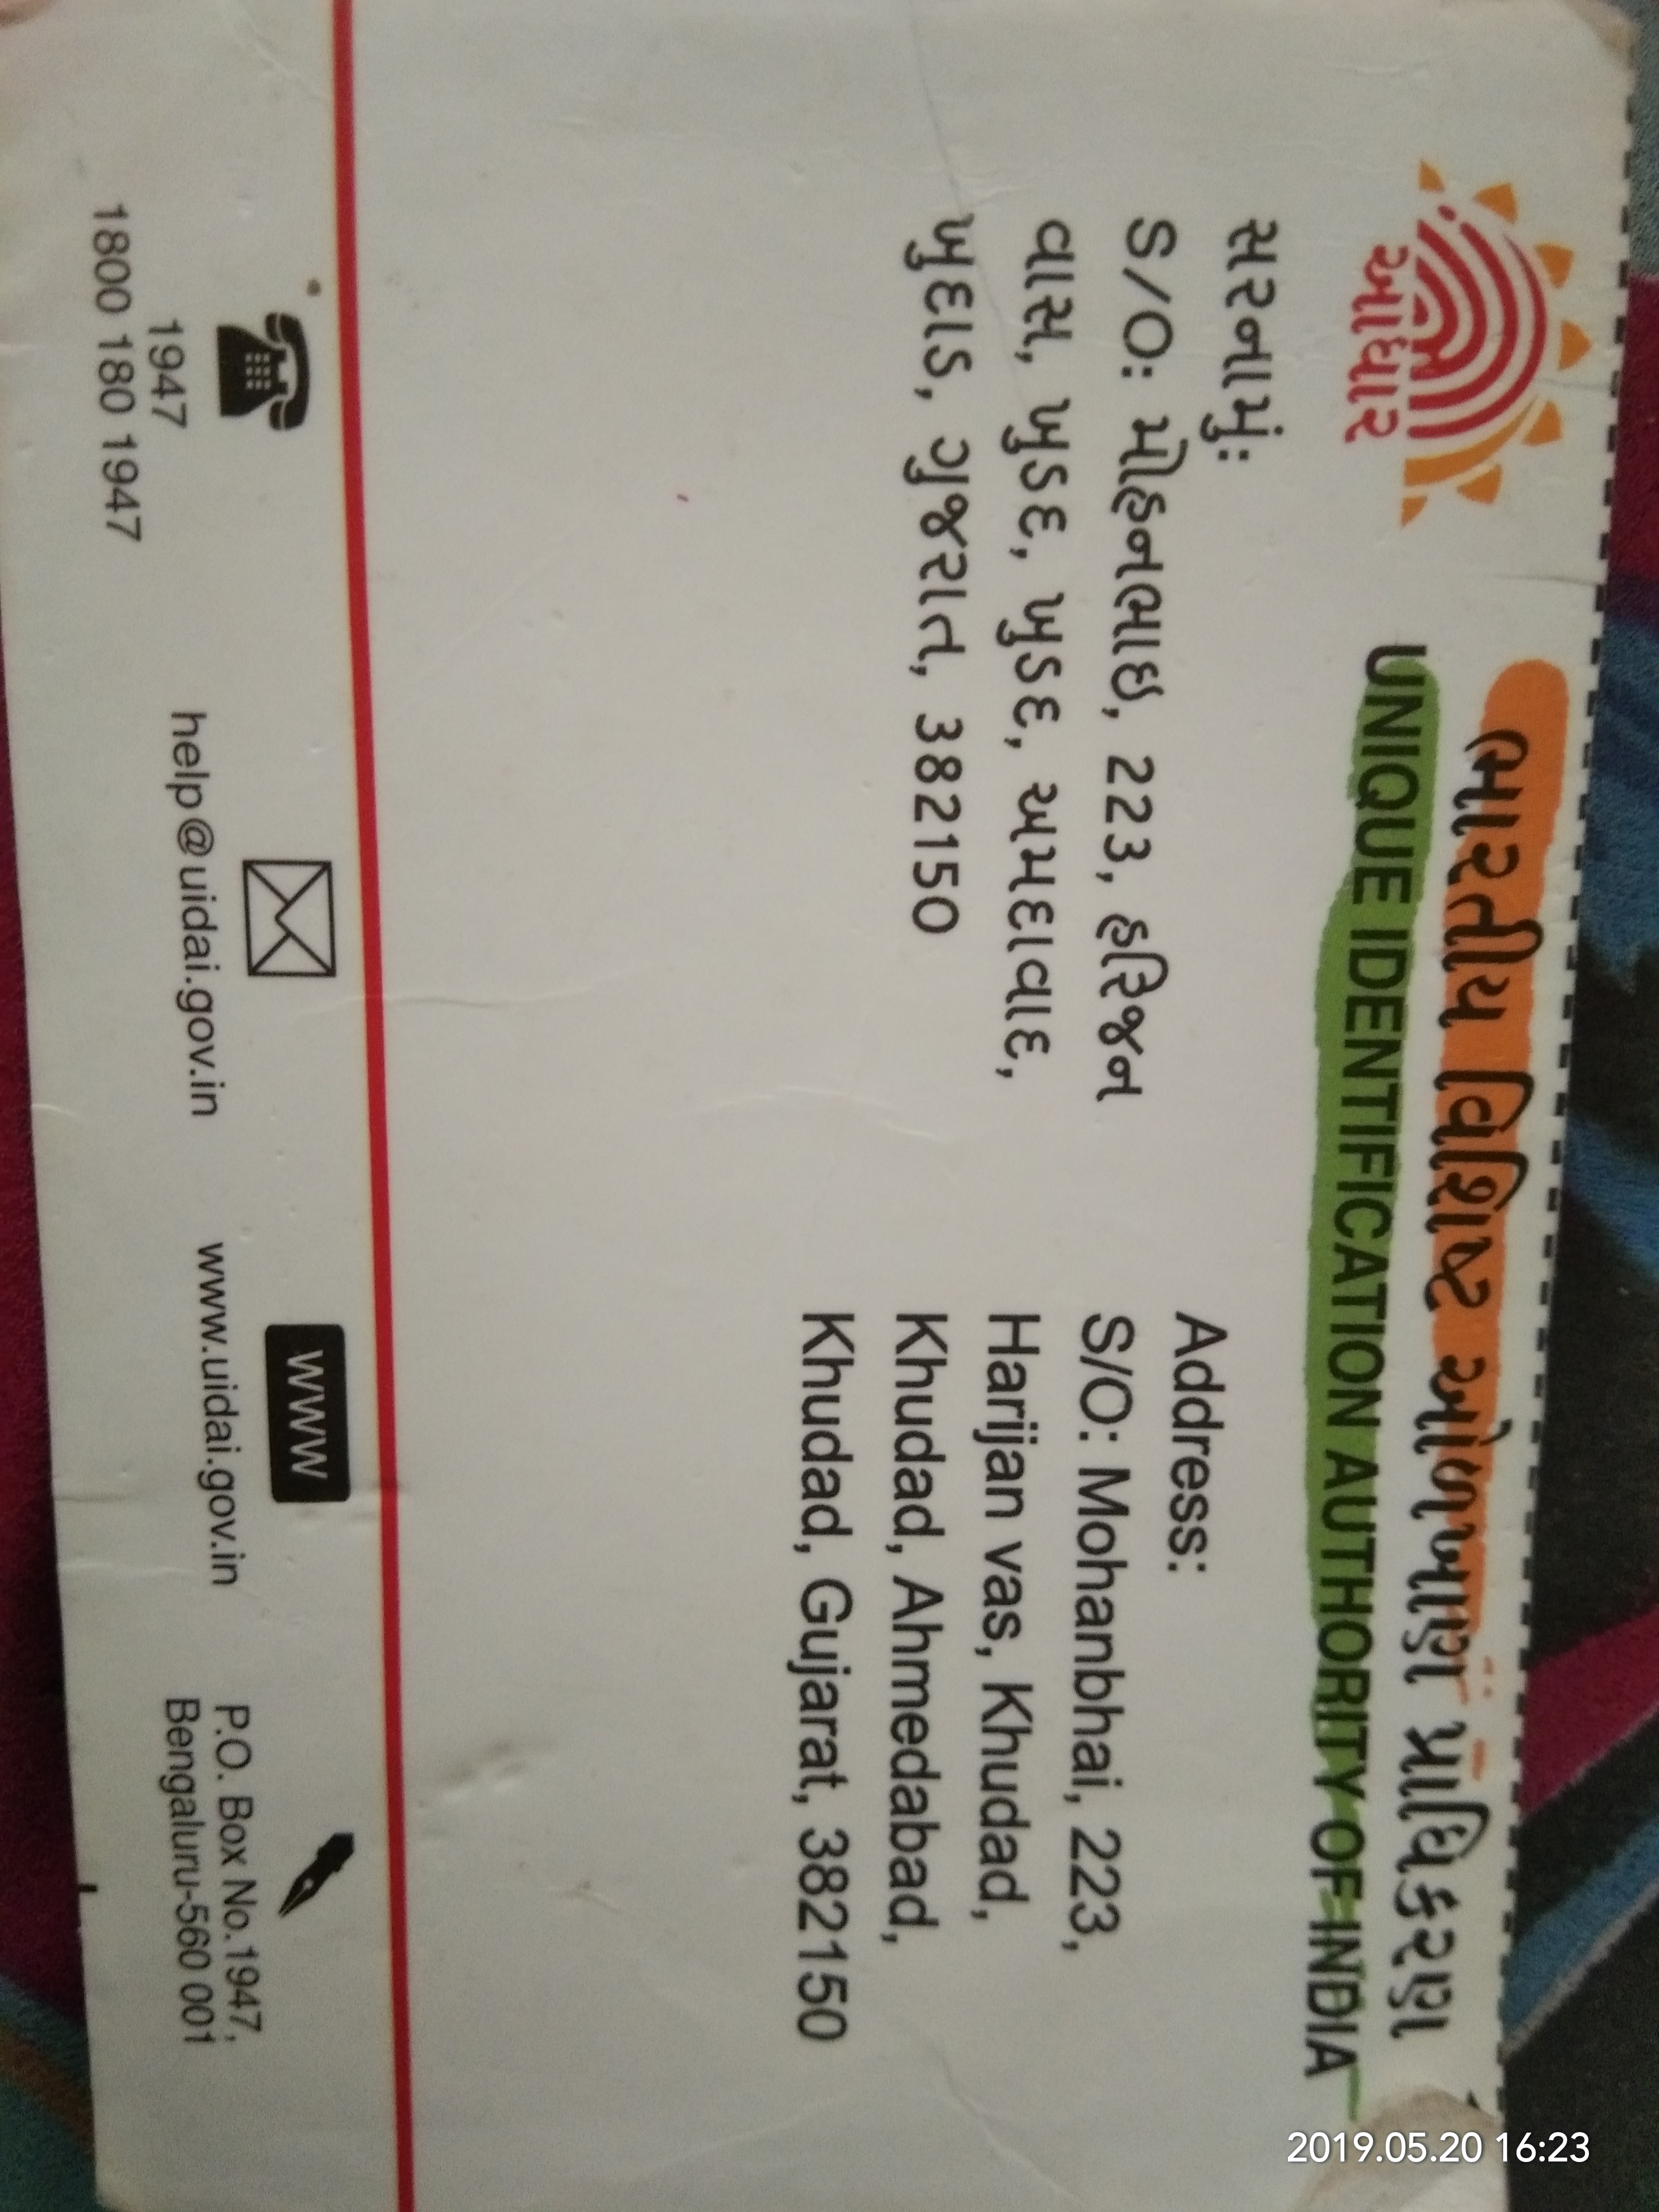 ભારતીય વિશિષ્ટ ઓળખાણ પ્રાધિકરણ
UNIQUE IDENTIFICATION AUTHORITY OF INDIA
આધાર
સરનામું:
S/O: મોહનભાઇ, 223, હરિજન
વાસ, ખુડદ, ખુડદ, અમદાવાદ,
ખુદાડ, ગુજરાત, 382150
Address:
S/O: Mohanbhai, 223,
Harijan vas, Khudad,
Khudad, Ahmedabad,
Khudad, Gujarat, 382150
1947
1800 180 1947
help@uidai.gov.in
www
www.uidai.gov.in
P.O. Box No.1947,
Bengaluru-560 001
2019.05.20 16:23